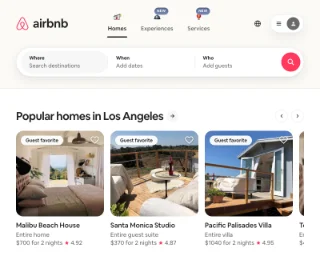 airbnb
NEW
NEW
Homes
Experiences
Services
Where
Search destinations
When
Add dates
Who
Add guests
Popular homes in Los Angeles
Guest favorite
Guest favorite
Guest favorite
Malibu Beach House
Entire home
$700 for 2 nights ★ 4.92
Santa Monica Studio
Entire guest suite
$370 for 2 nights ★ 4.87
Pacific Palisades Villa
Entire villa
$1040 for 2 nights ★ 4.95